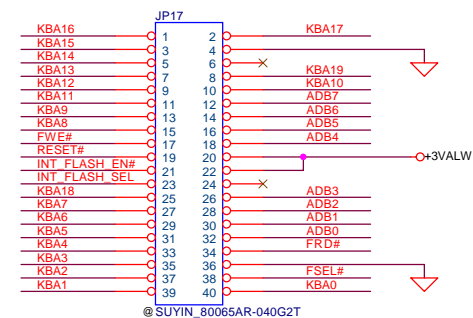 JP17
KBA16 1 2 KBA17
KBA15 3 4
KBA14 5 6
KBA13 7 8 KBA19
KBA12 9 10 KBA10
KBA11 11 12 ADB7
KBA9 13 14 ADB6
KBA8 15 16 ADB5
FWE# 17 18 ADB4
RESET# 19 20 +3VALW
INT_FLASH_EN# 21 22
INT_FLASH_SEL 23 24
KBA18 25 26 ADB3
KBA7 27 28 ADB2
KBA6 29 30 ADB1
KBA5 31 32 ADB0
KBA4 33 34 FRD#
KBA3 35 36
KBA2 37 38 FSEL#
KBA1 39 40 KBA0
@SUYIN_80065AR-040G2T